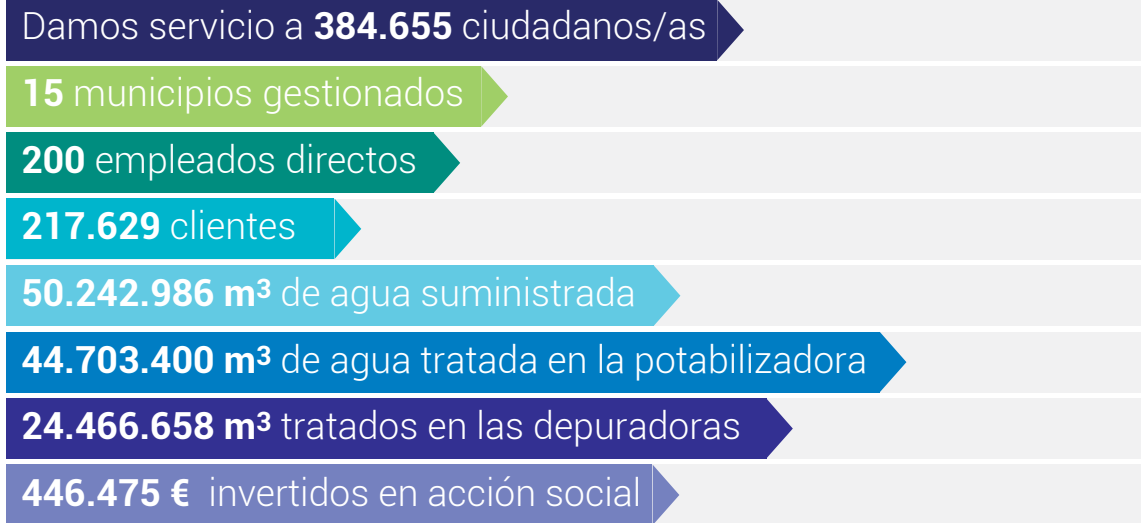 Damos servicio a 384.655 ciudadanos/as
15 municipios gestionados
200 empleados directos
217.629 clientes
50.242.986 m³ de agua suministrada
44.703.400 m³ de agua tratada en la potabilizadora
24.466.658 m³ tratados en las depuradoras
446.475 € invertidos en acción social